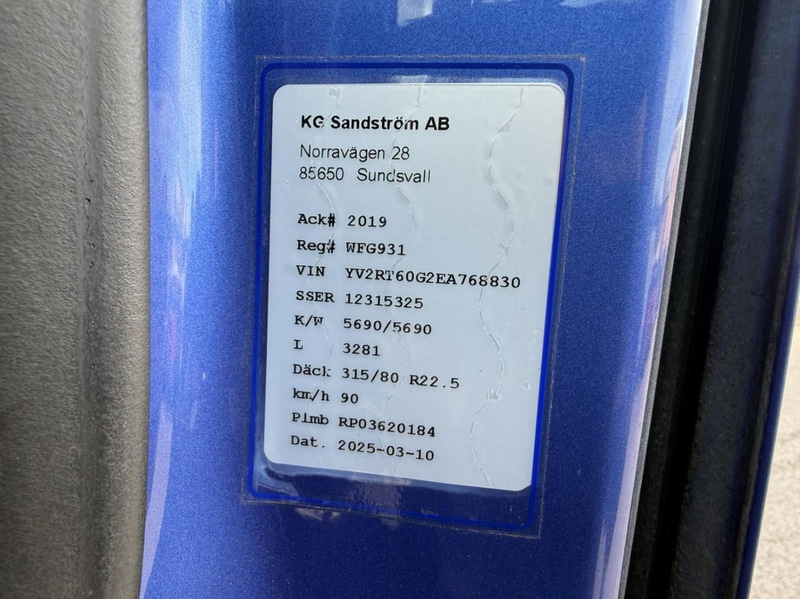 KG Sandström AB
Norravägen 28
85650 Sundsvall
Ack# 2019
Reg# WFG931
VIN YV2RT60G2EA768830
SSER 12315325
K/W 5690/5690
L 3281
Däck 315/80 R22.5
km/h 90
Plmb RP03620184
Dat. 2025-03-10